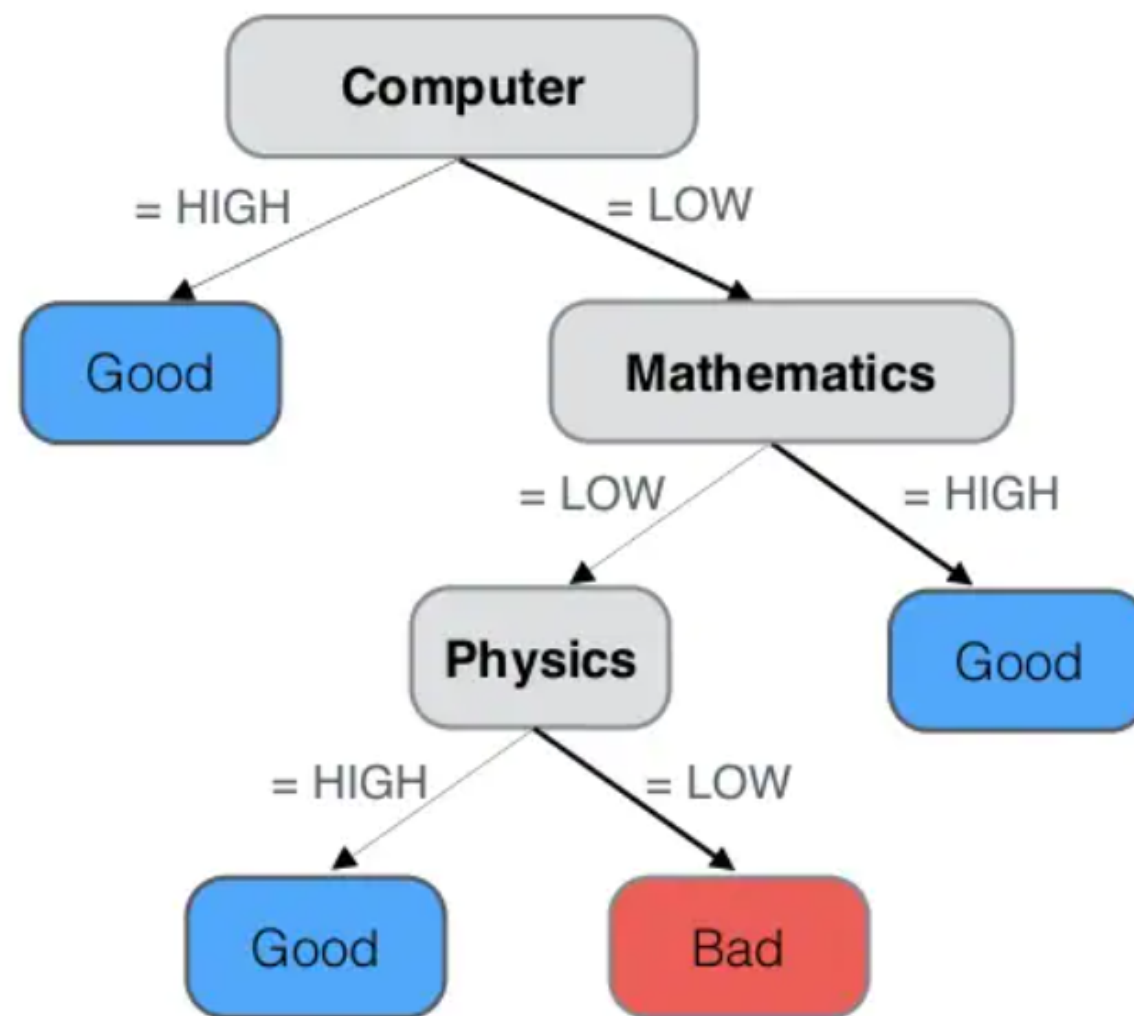 Computer
= HIGH
= LOW
Good
Mathematics
= LOW
= HIGH
Physics
Good
= HIGH
= LOW
Good
Bad